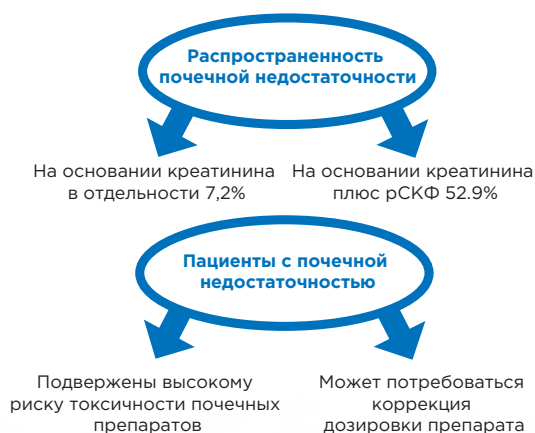 Распространенность
почечной недостаточности
На основании креатинина
в отдельности 7,2%
На основании креатинина
плюс рСКФ 52.9%
Пациенты с почечной
недостаточностью
Подвержены высокому
риску токсичности почечных
препаратов
Может потребоваться
коррекция
дозировки препарата